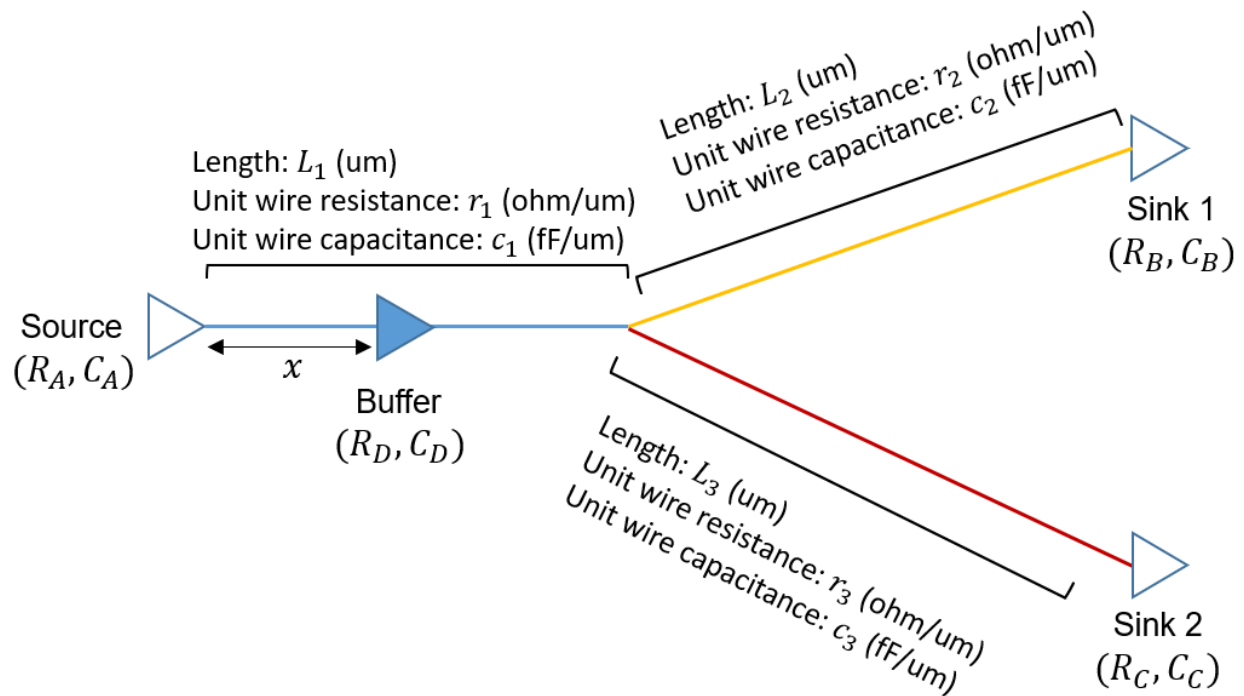 Length: L₁ (um)
Unit wire resistance: r₁ (ohm/um)
Unit wire capacitance: c₁ (fF/um)
Length: L₂ (um)
Unit wire resistance: r₂ (ohm/um)
Unit wire capacitance: c₂ (fF/um)
Source
(R_A, C_A)
x
Buffer
(R_D, C_D)
Sink 1
(R_B, C_B)
Length: L₃ (um)
Unit wire resistance: r₃ (ohm/um)
Unit wire capacitance: c₃ (fF/um)
Sink 2
(R_C, C_C)